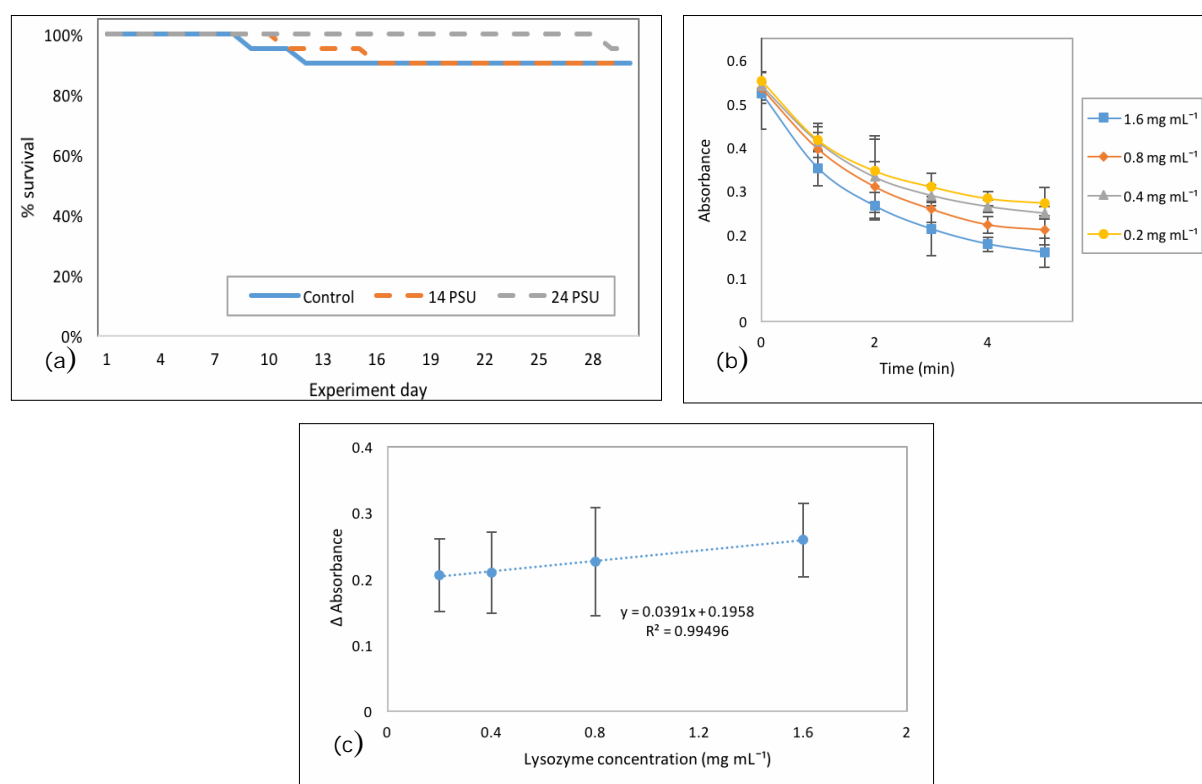 100%
80%
60%
40%
20%
0%
% survival
Control 14 PSU 24 PSU
1 4 7 10 13 16 19 22 25 28
Experiment day
(a)
0.6
0.5
0.4
0.3
0.2
0.1
0
Absorbance
0 2 4
Time (min)
(b)
1.6 mg mL⁻¹
0.8 mg mL⁻¹
0.4 mg mL⁻¹
0.2 mg mL⁻¹
0.4
0.3
0.2
0.1
0
Δ Absorbance
y = 0.0391x + 0.1958
R² = 0.99496
0 0.4 0.8 1.2 1.6 2
Lysozyme concentration (mg mL⁻¹)
(c)